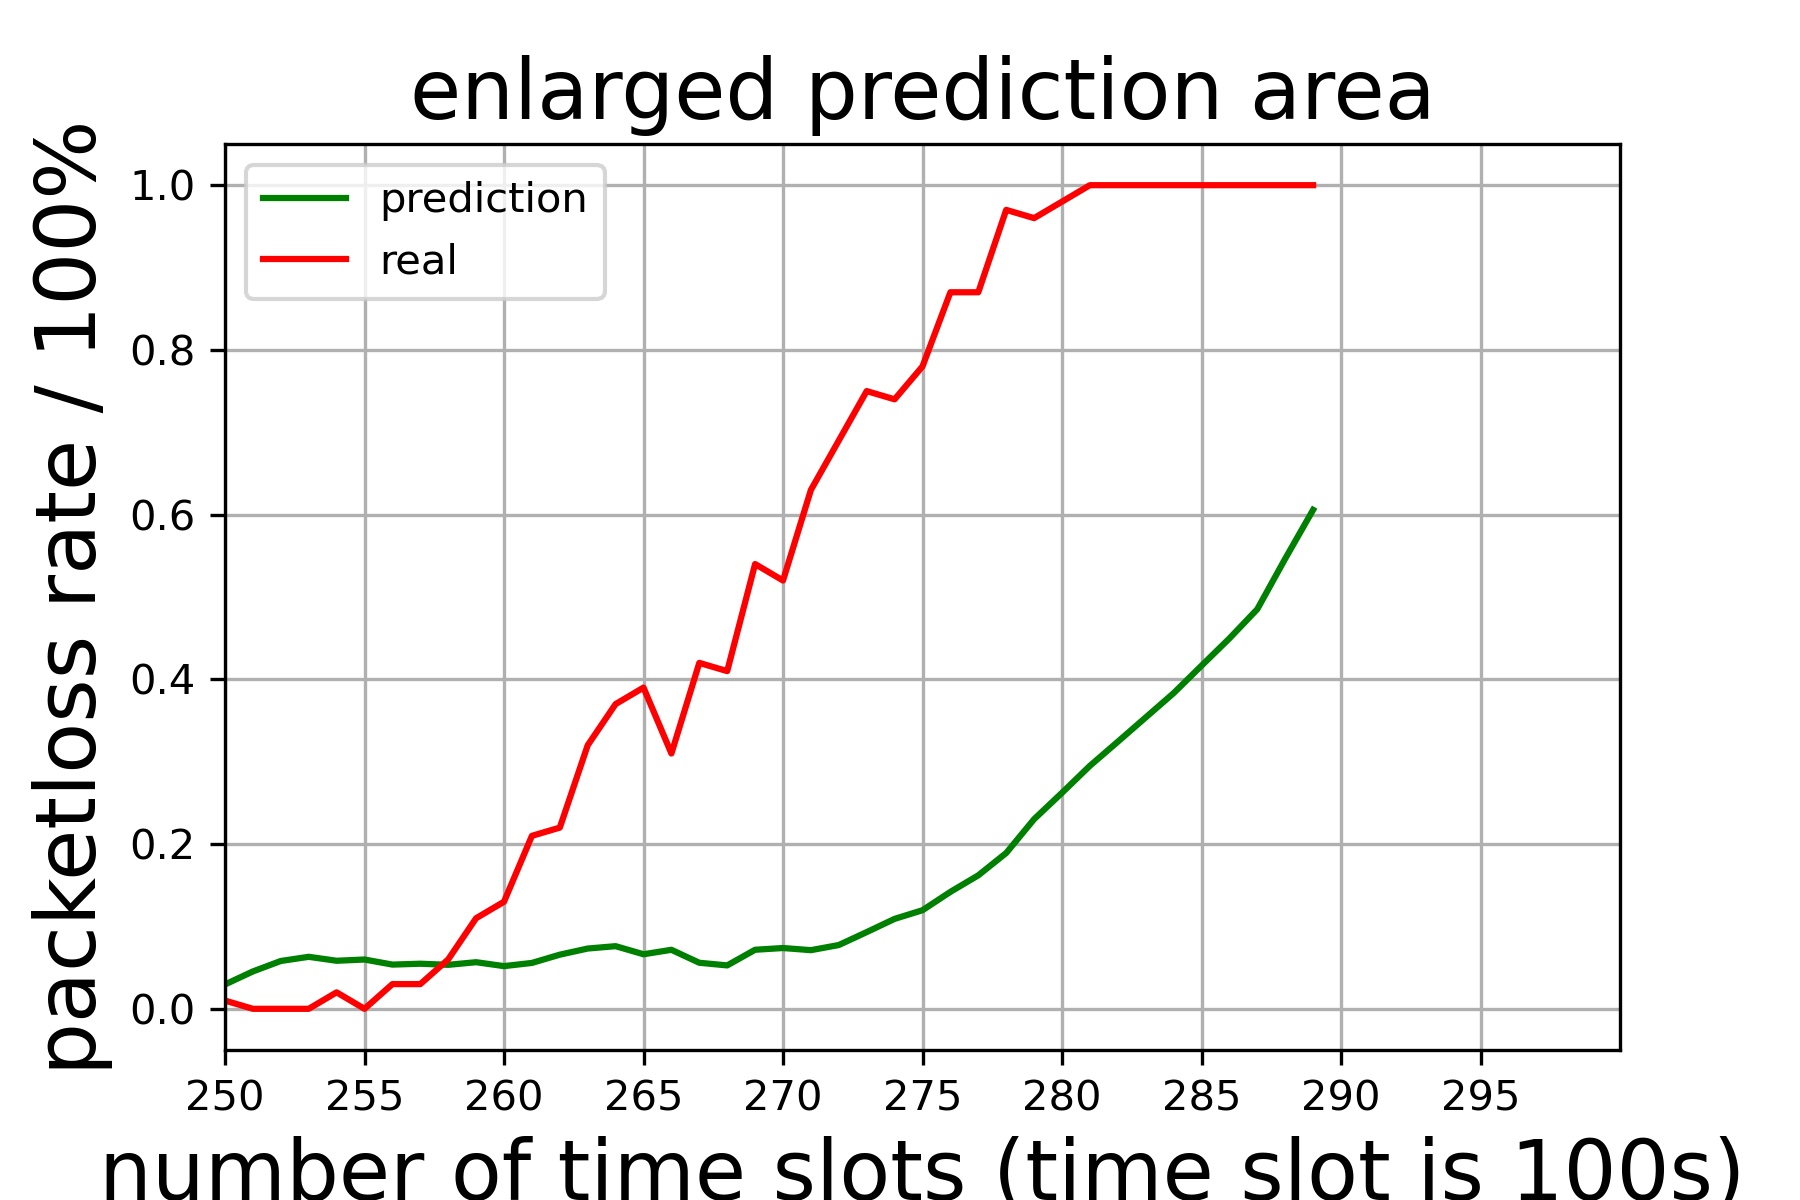 enlarged prediction area
packetloss rate / 100%
1.0
0.8
0.6
0.4
0.2
0.0
prediction
real
250 255 260 265 270 275 280 285 290 295
number of time slots (time slot is 100s)